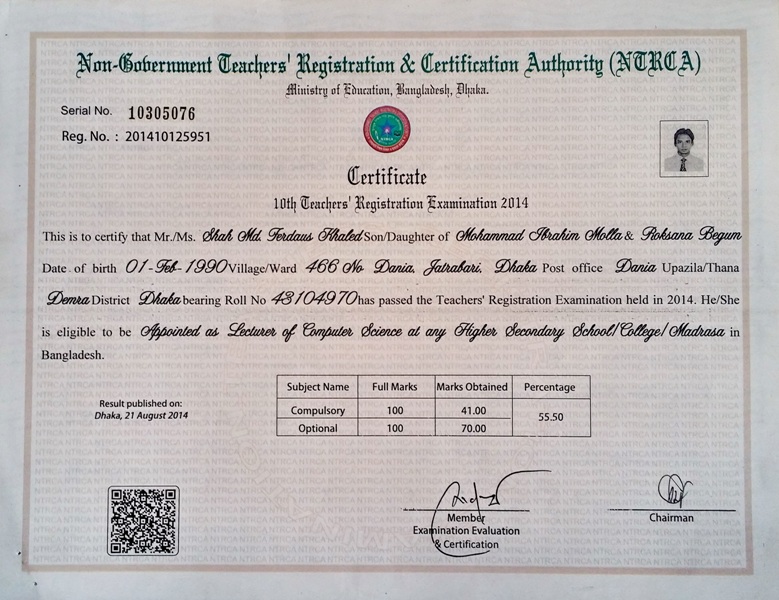 Non-Government Teachers' Registration & Certification Authority (NTRCA)
Ministry of Education, Bangladesh, Dhaka.
Serial No. 10305076
Reg. No. : 201410125951
Certificate
10th Teachers' Registration Examination 2014
This is to certify that Mr./Ms. Shah Md. Ferdaus Khaled Son/Daughter of Mohammad Ibrahim Molla & Roksana Begum
Date of birth 01-Feb-1990 Village/Ward 466 No Dania, Jatrabari, Dhaka Post office Dania Upazila/Thana
Demra District Dhaka bearing Roll No 43104970 has passed the Teachers' Registration Examination held in 2014. He/She
is eligible to be Appointed as Lecturer of Computer Science at any Higher Secondary School/College/Madrasa in
Bangladesh.
Result published on:
Dhaka, 21 August 2014
Subject Name Full Marks Marks Obtained Percentage
Compulsory 100 41.00
55.50
Optional 100 70.00
Member
Examination Evaluation
& Certification
Chairman